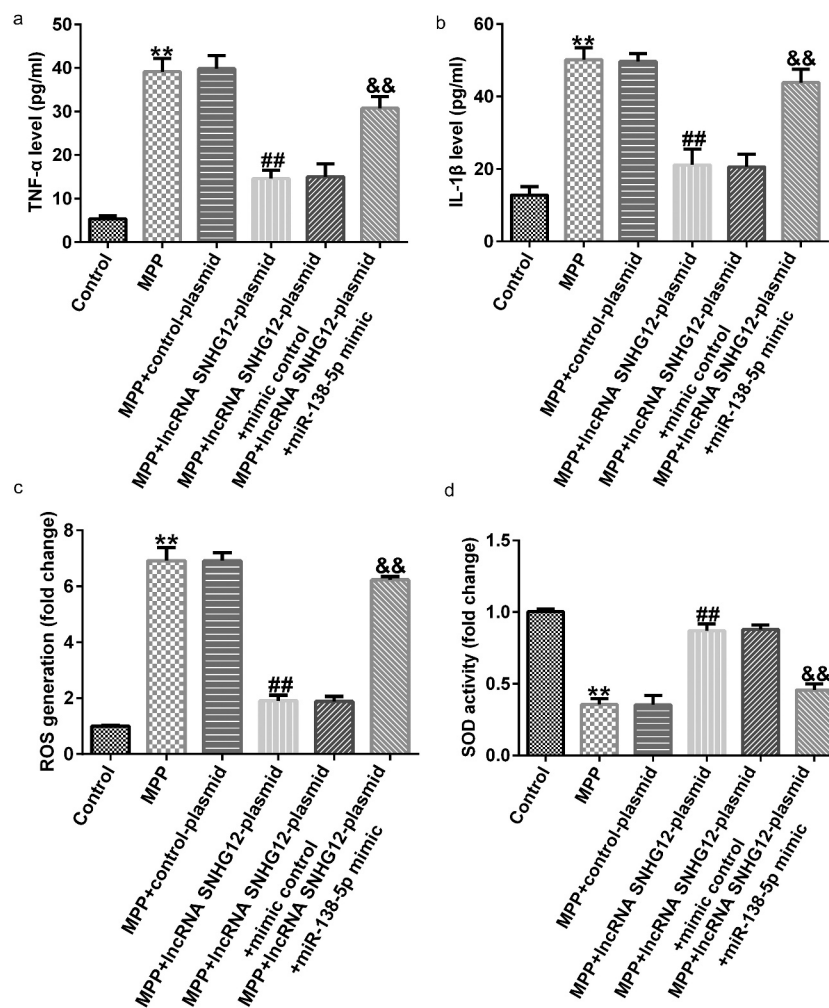 a
TNF-α level (pg/ml)
50
40
30
20
10
0
**
##
&&
Control
MPP
MPP+control-plasmid
MPP+lncRNA SNHG12-plasmid
MPP+lncRNA SNHG12-plasmid
+mimic control
MPP+lncRNA SNHG12-plasmid
+miR-138-5p mimic
b
IL-1β level (pg/ml)
60
40
20
0
**
##
&&
Control
MPP
MPP+control-plasmid
MPP+lncRNA SNHG12-plasmid
MPP+lncRNA SNHG12-plasmid
+mimic control
MPP+lncRNA SNHG12-plasmid
+miR-138-5p mimic
c
ROS generation (fold change)
8
6
4
2
0
**
##
&&
Control
MPP
MPP+control-plasmid
MPP+lncRNA SNHG12-plasmid
MPP+lncRNA SNHG12-plasmid
+mimic control
MPP+lncRNA SNHG12-plasmid
+miR-138-5p mimic
d
SOD activity (fold change)
1.5
1.0
0.5
0.0
**
##
&&
Control
MPP
MPP+control-plasmid
MPP+lncRNA SNHG12-plasmid
MPP+lncRNA SNHG12-plasmid
+mimic control
MPP+lncRNA SNHG12-plasmid
+miR-138-5p mimic